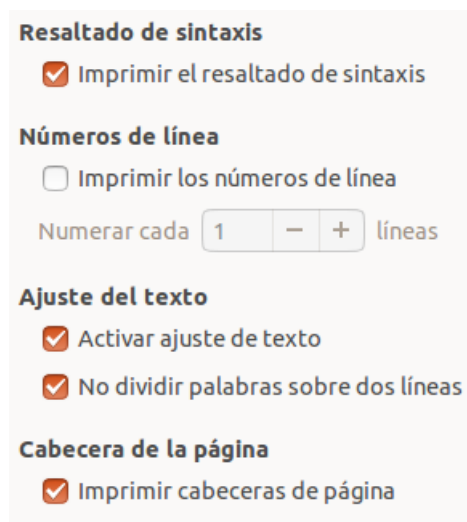 Resaltado de sintaxis
Imprimir el resaltado de sintaxis
Números de línea
Imprimir los números de línea
Numerar cada 1 − + líneas
Ajuste del texto
Activar ajuste de texto
No dividir palabras sobre dos líneas
Cabecera de la página
Imprimir cabeceras de página